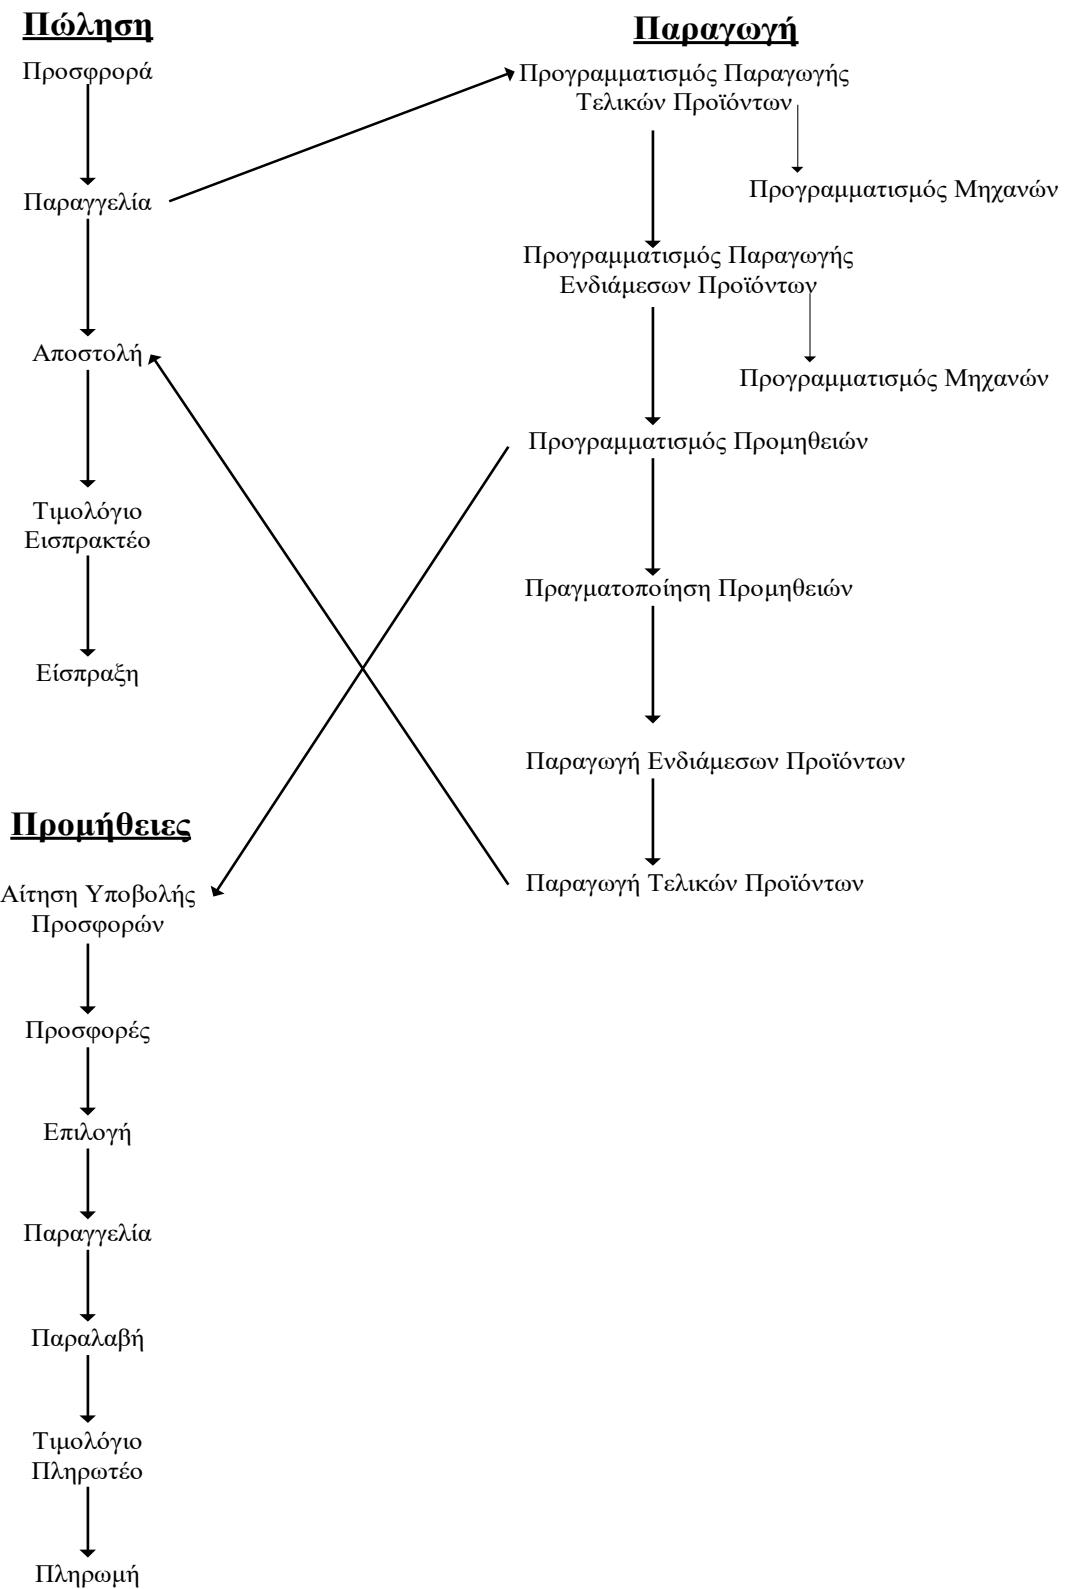 Πώληση
Προσφρορά
Παραγγελία
Αποστολή
Τιμολόγιο
Εισπρακτέο
Είσπραξη
Παραγωγή
Προγραμματισμός Παραγωγής
Τελικών Προϊόντων
Προγραμματισμός Μηχανών
Προγραμματισμός Παραγωγής
Ενδιάμεσων Προϊόντων
Προγραμματισμός Μηχανών
Προγραμματισμός Προμηθειών
Πραγματοποίηση Προμηθειών
Παραγωγή Ενδιάμεσων Προϊόντων
Παραγωγή Τελικών Προϊόντων
Προμήθειες
Αίτηση Υποβολής
Προσφορών
Προσφορές
Επιλογή
Παραγγελία
Παραλαβή
Τιμολόγιο
Πληρωτέο
Πληρωμή